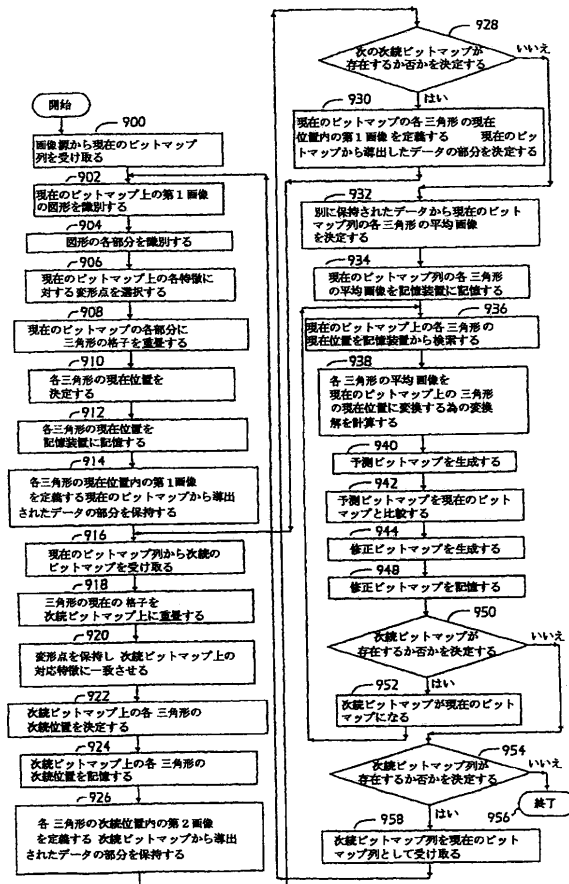 開始
900
画像源から現在のビットマップ
列を受け取る
902
現在のビットマップ上の第1画像
の図形を識別する
904
図形の各部分を識別する
906
現在のビットマップ上の各特徴に
対する変形点を選択する
908
現在のビットマップの各部分に
三角形の格子を重畳する
910
各三角形の現在位置を
決定する
912
各三角形の現在位置を
記憶装置に記憶する
914
各三角形の現在位置内の第1画像
を定義する現在のビットマップから導出
されたデータの部分を保持する
916
現在のビットマップ列から次続の
ビットマップを受け取る
918
三角形の現在の格子を
次続ビットマップ上に重畳する
920
変形点を保持し 次続ビットマップ上の
対応特徴に一致させる
922
次続ビットマップ上の各三角形の
次続位置を決定する
924
次続ビットマップ上の各三角形の
次続位置を記憶する
926
各三角形の次続位置内の第2画像
を定義する 次続ビットマップから導出
されたデータの部分を保持する
928
次の次続ビットマップが
存在するか否かを決定する
いいえ
はい
930
現在のビットマップの各三角形の現在
位置内の第1画像を定義する 現在のビッ
トマップから導出したデータの部分を決定する
932
別に保持されたデータから現在のビット
マップ列の各三角形の平均画像
を決定する
934
現在のビットマップ列の各三角形
の平均画像を記憶装置に記憶する
936
現在のビットマップ上の各三角形の
現在位置を記憶装置から検索する
938
各三角形の平均画像を
現在のビットマップ上の三角形
の現在位置に変換する為の変換
解を計算する
940
予測ビットマップを生成する
942
予測ビットマップを現在のビット
マップと比較する
944
修正ビットマップを生成する
948
修正ビットマップを記憶する
950
次続ビットマップが
存在するか否かを決定する
いいえ
はい
952
次続ビットマップが現在のビット
マップになる
954
次続ビットマップ列が
存在するか否かを決定する
いいえ
はい
956
終了
958
次続ビットマップ列を現在のビット
マップ列として受け取る